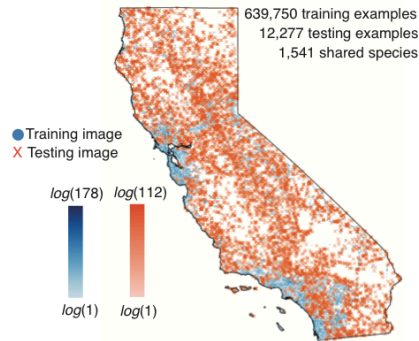 639,750 training examples
12,277 testing examples
1,541 shared species
Training image
X Testing image
log(178) log(112)
log(1) log(1)